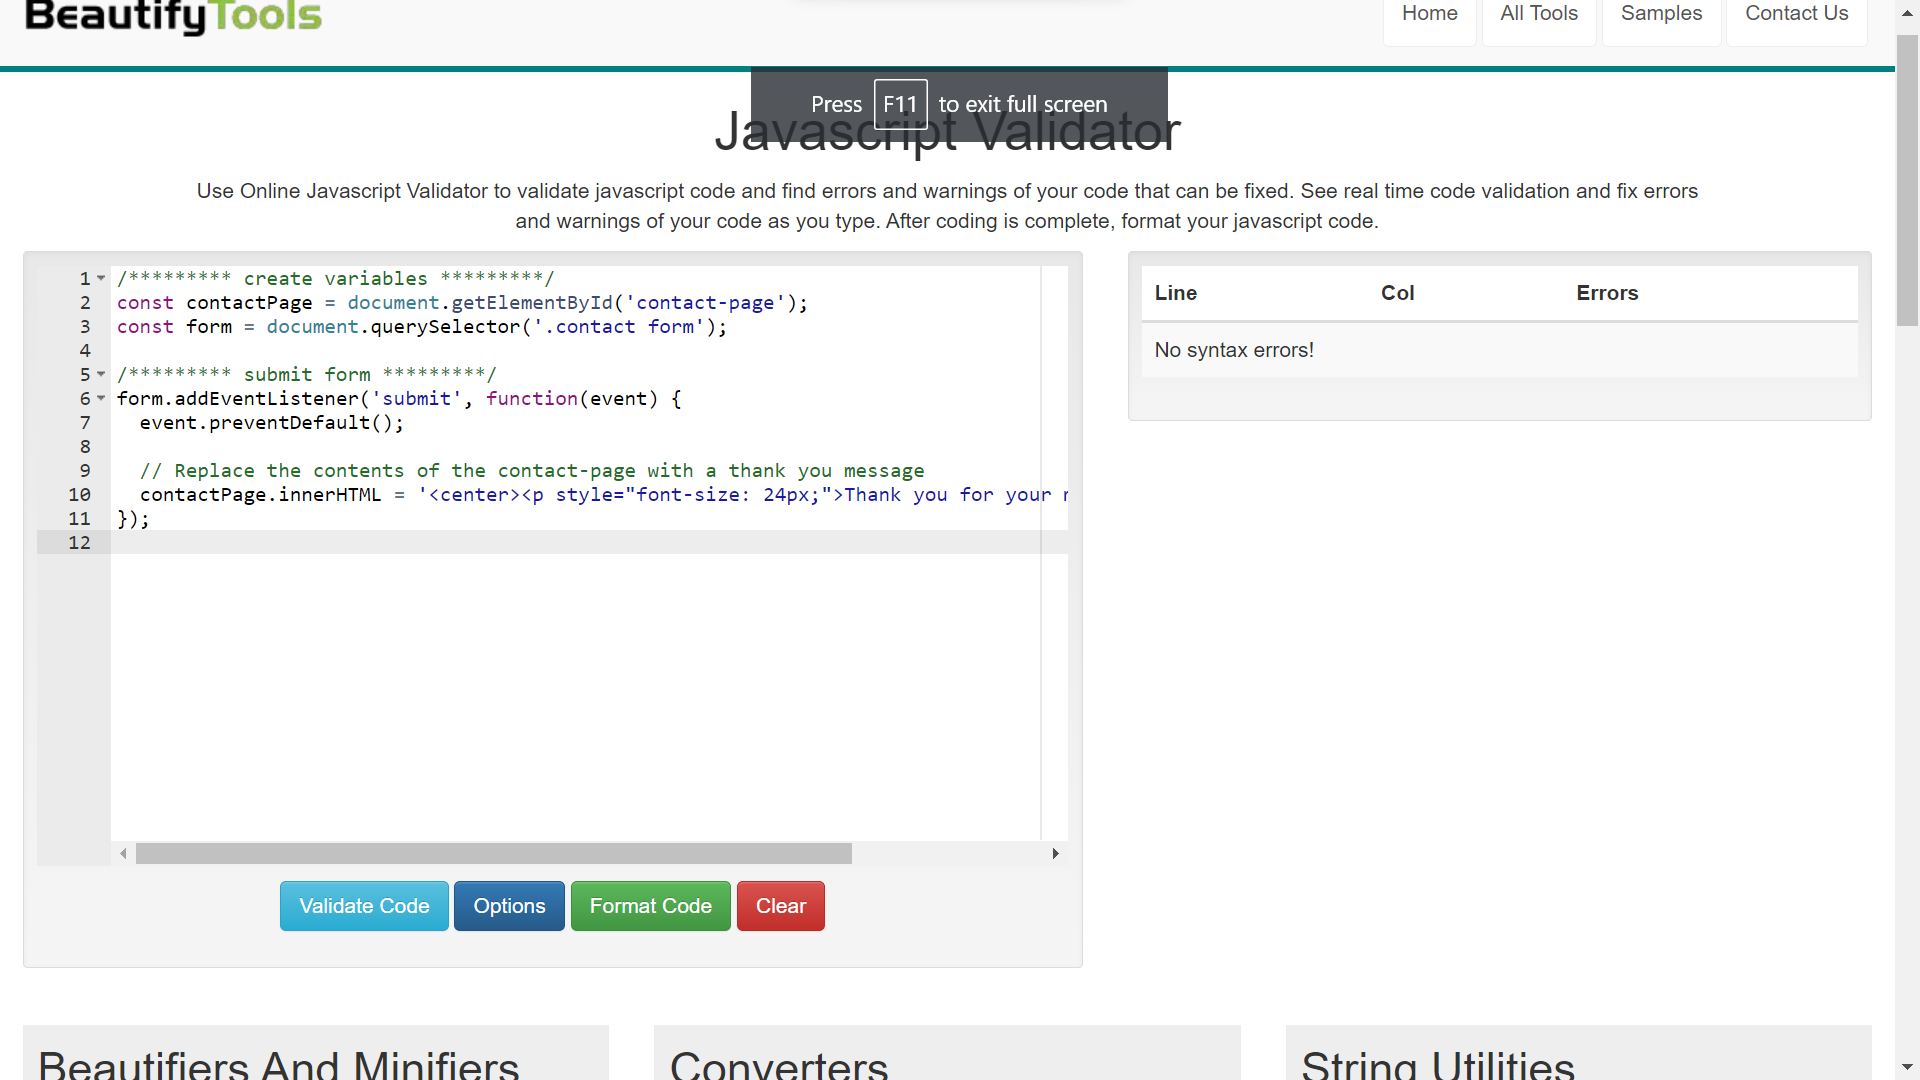 BeautifyTools
Home
All Tools
Samples
Contact Us
Press F11 to exit full screen
Javascript Validator
Use Online Javascript Validator to validate javascript code and find errors and warnings of your code that can be fixed. See real time code validation and fix errors
and warnings of your code as you type. After coding is complete, format your javascript code.
1 /********* create variables *********/
2 const contactPage = document.getElementById('contact-page');
3 const form = document.querySelector('.contact form');
4
5 /********* submit form *********/
6 form.addEventListener('submit', function(event) {
7 event.preventDefault();
8
9 // Replace the contents of the contact-page with a thank you message
10 contactPage.innerHTML = '<center><p style="font-size: 24px;">Thank you for your
11 });
12
Line Col Errors
No syntax errors!
Validate Code
Options
Format Code
Clear
Beautifiers And Minifiers
Converters
String Utilities